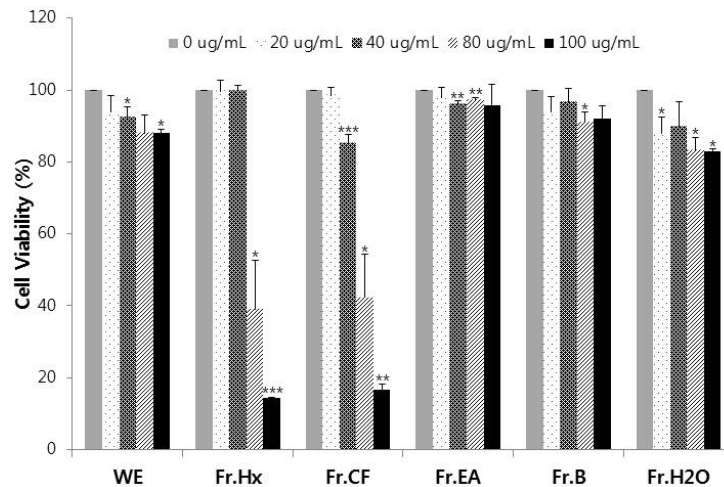 120
0 ug/mL 20 ug/mL 40 ug/mL 80 ug/mL 100 ug/mL
100
80
60
40
20
0
Cell Viability (%)
* *
* ***
*** * **
** **
*
* * *
WE Fr.Hx Fr.CF Fr.EA Fr.B Fr.H2O